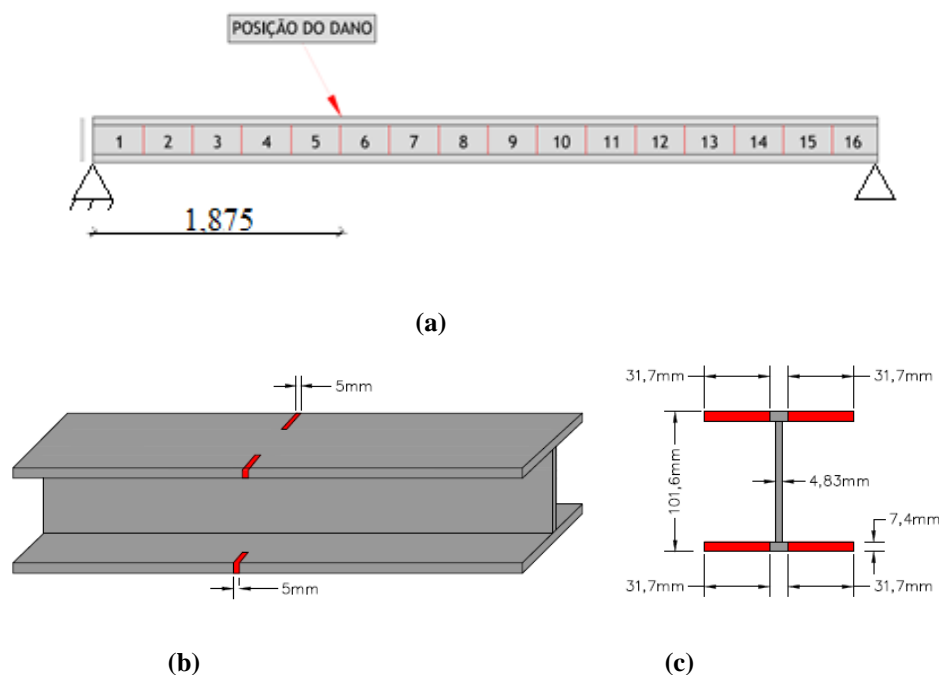 POSIÇÃO DO DANO
1 2 3 4 5 6 7 8 9 10 11 12 13 14 15 16
1,875
(a)
5mm
5mm
31,7mm 31,7mm
101,6mm
4,83mm
7,4mm
31,7mm 31,7mm
(b) (c)